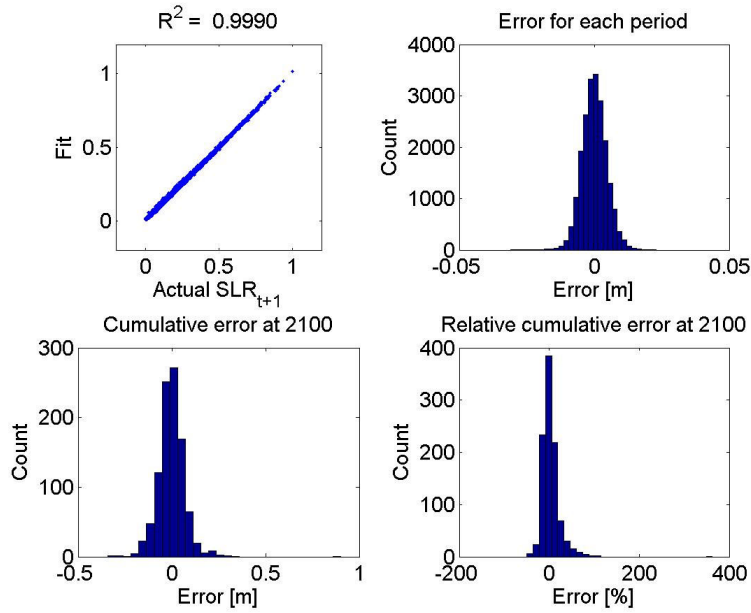 R² = 0.9990
Fit
1
0.5
0
0 0.5 1
Actual SLRt+1
Error for each period
Count
4000
3000
2000
1000
0
-0.05 0 0.05
Error [m]
Cumulative error at 2100
Count
300
200
100
0
-0.5 0 0.5 1
Error [m]
Relative cumulative error at 2100
Count
400
300
200
100
0
-200 0 200 400
Error [%]